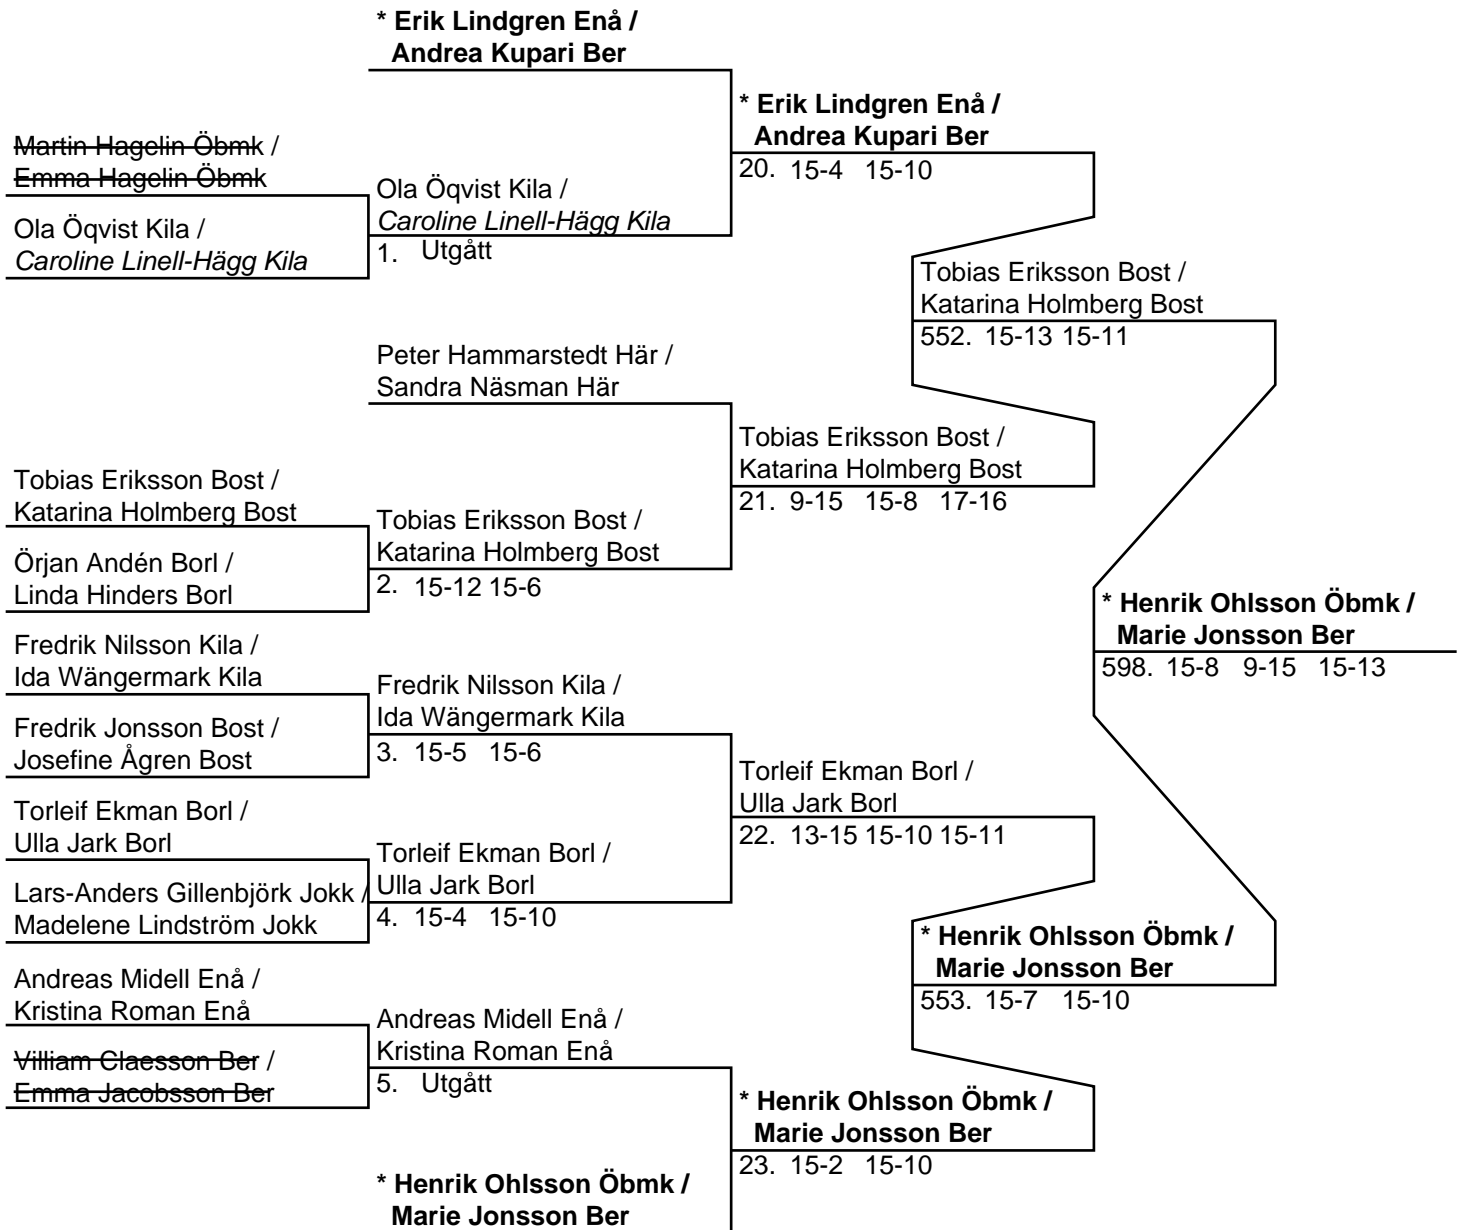 * Erik Lindgren Enå /
Andrea Kupari Ber
* Erik Lindgren Enå /
Andrea Kupari Ber
20. 15-4 15-10
Martin Hagelin Öbmk /
Emma Hagelin Öbmk
Ola Öqvist Kila /
Caroline Linell-Hägg Kila
Ola Öqvist Kila /
Caroline Linell-Hägg Kila
1. Utgått
Tobias Eriksson Bost /
Katarina Holmberg Bost
552. 15-13 15-11
Peter Hammarstedt Här /
Sandra Näsman Här
Tobias Eriksson Bost /
Katarina Holmberg Bost
21. 9-15 15-8 17-16
Tobias Eriksson Bost /
Katarina Holmberg Bost
Örjan Andén Borl /
Linda Hinders Borl
Tobias Eriksson Bost /
Katarina Holmberg Bost
2. 15-12 15-6
* Henrik Ohlsson Öbmk /
Marie Jonsson Ber
598. 15-8 9-15 15-13
Fredrik Nilsson Kila /
Ida Wängermark Kila
Fredrik Jonsson Bost /
Josefine Ågren Bost
Fredrik Nilsson Kila /
Ida Wängermark Kila
3. 15-5 15-6
Torleif Ekman Borl /
Ulla Jark Borl
22. 13-15 15-10 15-11
Torleif Ekman Borl /
Ulla Jark Borl
Lars-Anders Gillenbjörk Jokk /
Madelene Lindström Jokk
Torleif Ekman Borl /
Ulla Jark Borl
4. 15-4 15-10
* Henrik Ohlsson Öbmk /
Marie Jonsson Ber
553. 15-7 15-10
Andreas Midell Enå /
Kristina Roman Enå
Villiam Claesson Ber /
Emma Jacobsson Ber
Andreas Midell Enå /
Kristina Roman Enå
5. Utgått
* Henrik Ohlsson Öbmk /
Marie Jonsson Ber
23. 15-2 15-10
* Henrik Ohlsson Öbmk /
Marie Jonsson Ber